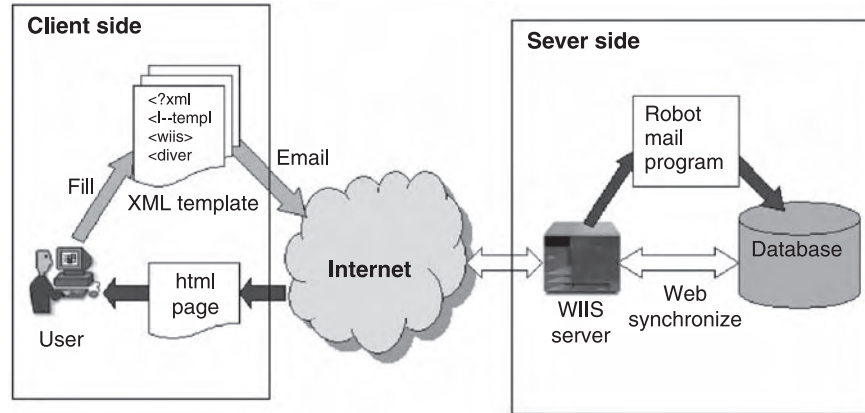 Client side
<?xml
<!--templ
<wiis>
<diver
Fill
XML template
Email
User
html
page
Internet
Sever side
Robot
mail
program
WIIS
server
Web
synchronize
Database